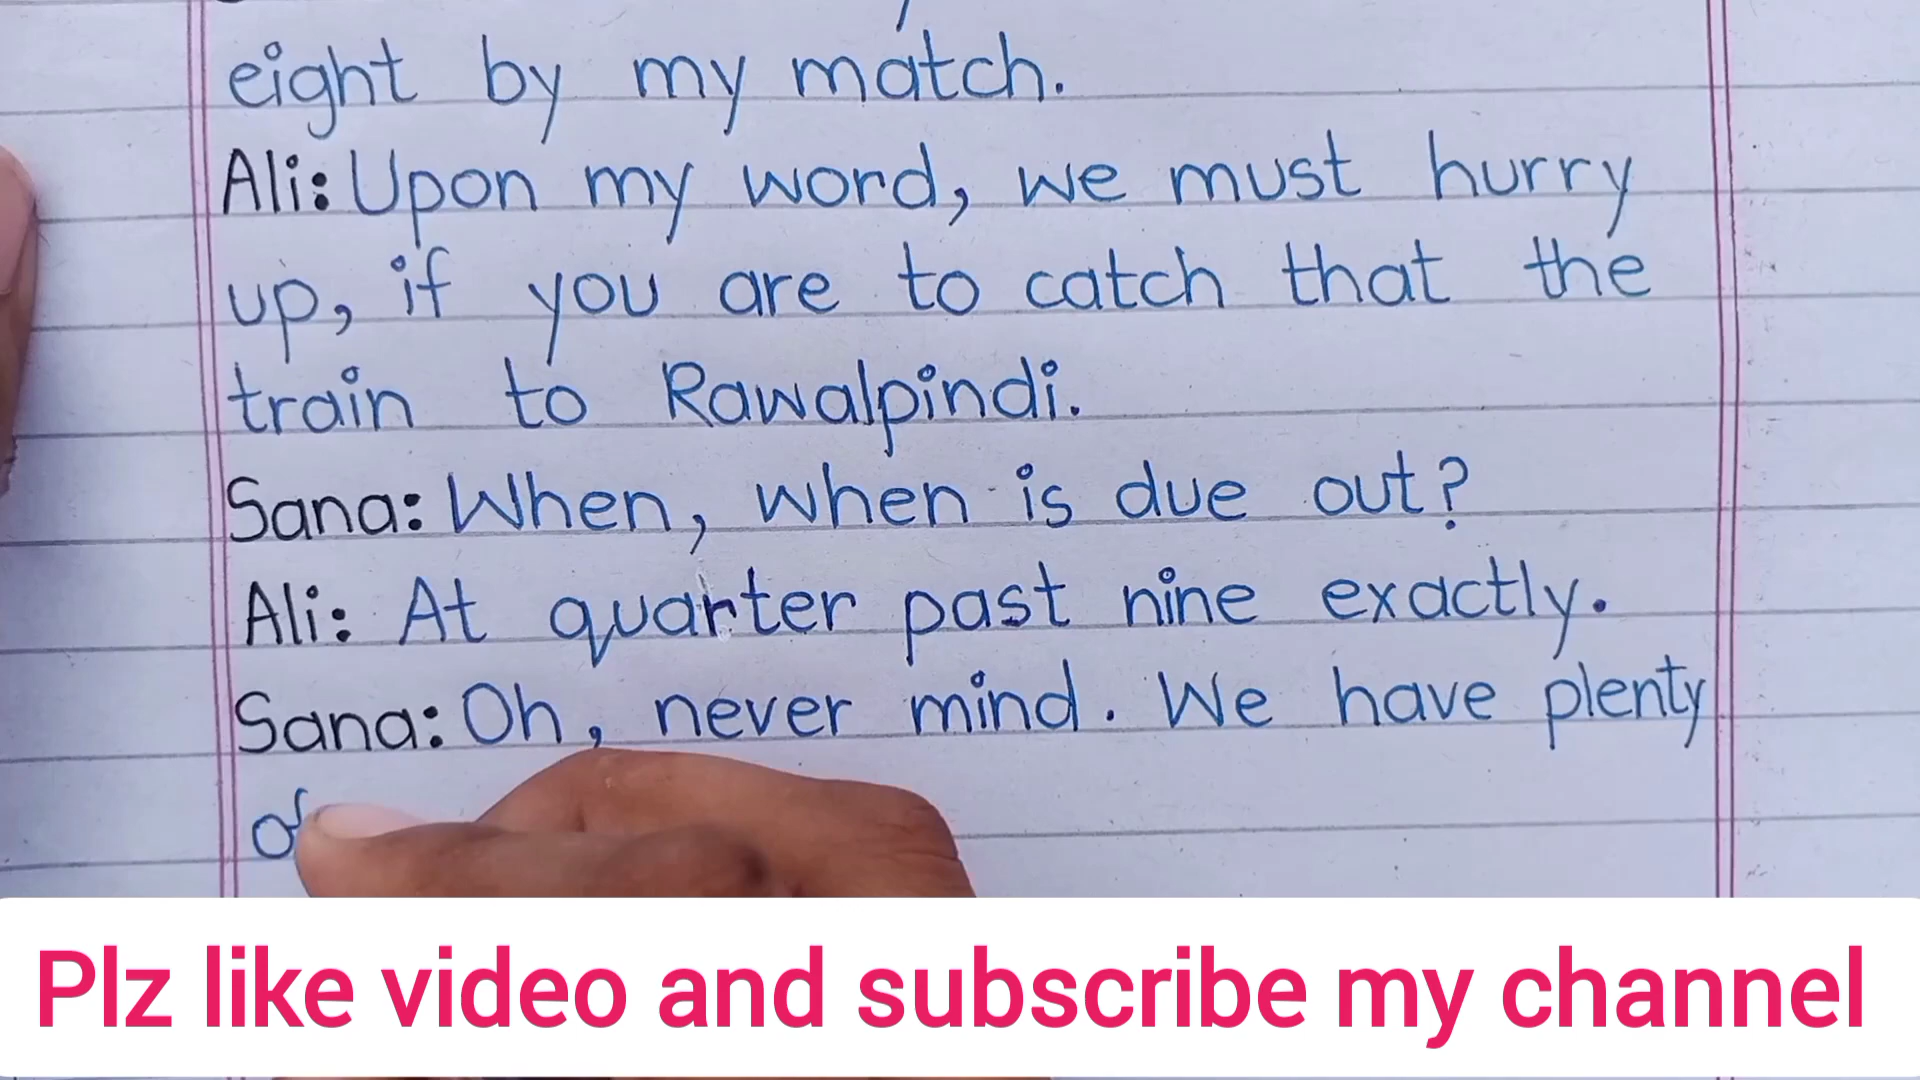 eight by my match.
Ali: Upon my word, we must hurry
up, if you are to catch that the
train to Rawalpindi.
Sana: When, when is due out?
Ali: At quarter past nine exactly.
Sana: Oh, never mind. We have plenty
of
Plz like video and subscribe my channel